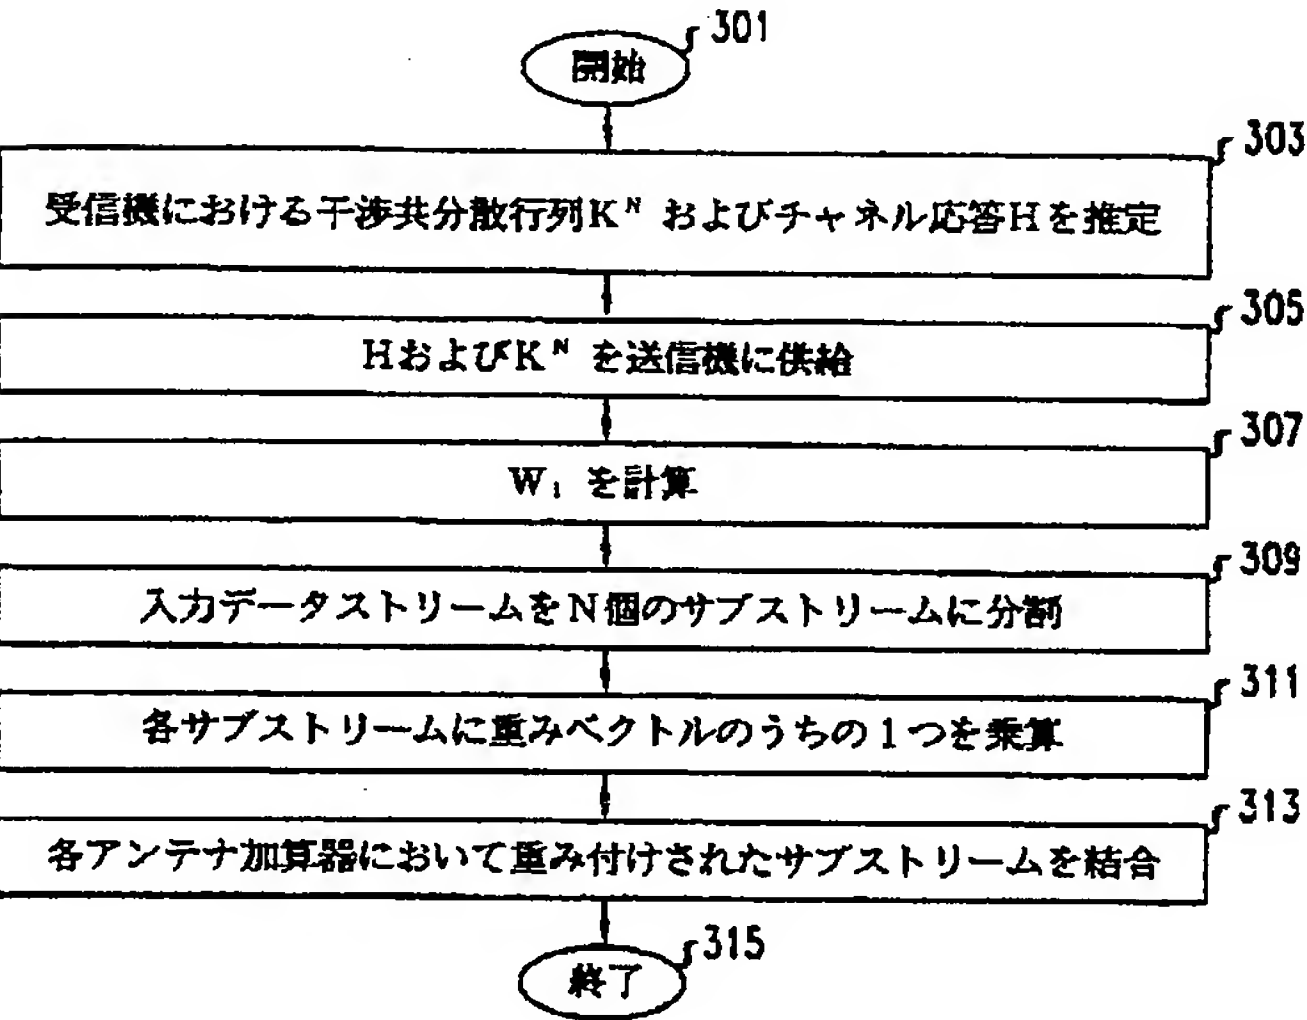 301
開始
303
受信機における干渉共分散行列Kᴺ およびチャネル応答Hを推定
305
HおよびKᴺ を送信機に供給
307
W₁ を計算
309
入力データストリームをN個のサブストリームに分割
311
各サブストリームに重みベクトルのうちの1つを乗算
313
各アンテナ加算器において重み付けされたサブストリームを結合
315
終了